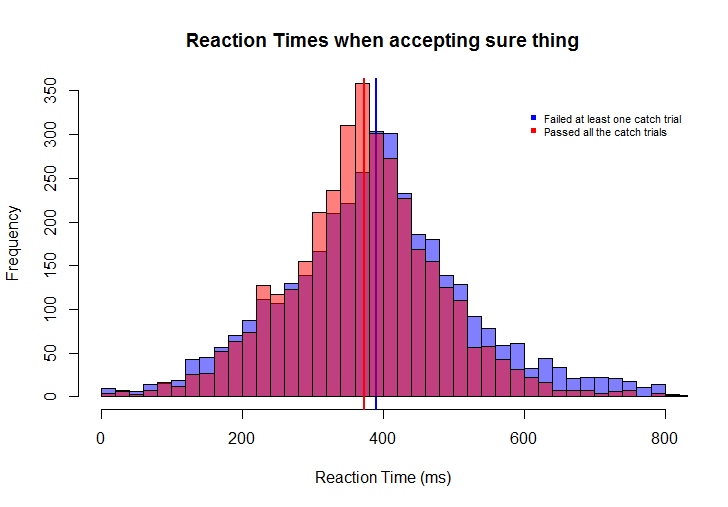 Reaction Times when accepting sure thing
Failed at least one catch trial
Passed all the catch trials
Frequency
350
300
250
200
150
100
50
0
0 200 400 600 800
Reaction Time (ms)